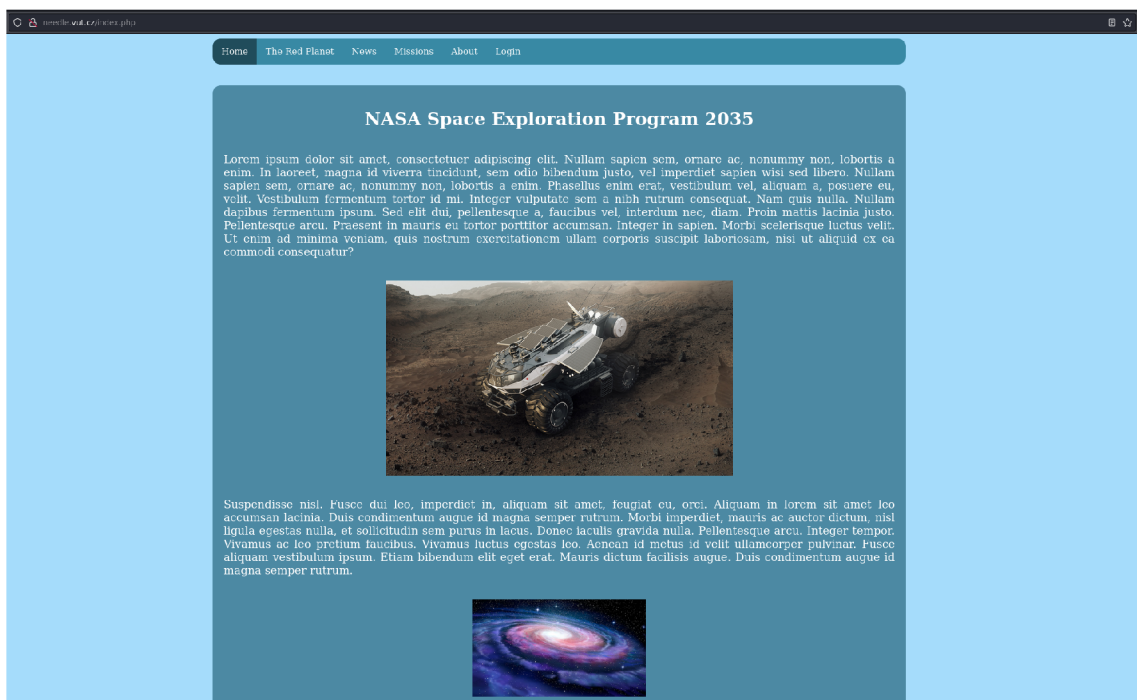 needle.vut.cz/index.php
Home The Red Planet News Missions About Login
NASA Space Exploration Program 2035
Lorem ipsum dolor sit amet, consectetuer adipiscing elit. Nullam sapien sem, ornare ac, nonummy non, lobortis a
enim. In laoreet, magna id viverra tincidunt, sem odio bibendum justo, vel imperdiet sapien wisi sed libero. Nullam
sapien sem, ornare ac, nonummy non, lobortis a enim. Phasellus enim erat, vestibulum vel, aliquam a, posuere eu,
velit. Vestibulum fermentum tortor id mi. Integer vulputate sem a nibh rutrum consequat. Nam quis nulla. Nullam
dapibus fermentum ipsum. Sed elit dui, pellentesque a, faucibus vel, interdum nec, diam. Proin mattis lacinia justo.
Pellentesque arcu. Praesent in mauris eu tortor porttitor accumsan. Integer in sapien. Morbi scelerisque luctus velit.
Ut enim ad minima veniam, quis nostrum exercitationem ullam corporis suscipit laboriosam, nisi ut aliquid ex ea
commodi consequatur?
Suspendisse nisl. Fusce dui leo, imperdiet in, aliquam sit amet, feugiat eu, orci. Aliquam in lorem sit amet leo
accumsan lacinia. Duis condimentum augue id magna semper rutrum. Morbi imperdiet, mauris ac auctor dictum, nisl
ligula egestas nulla, et sollicitudin sem purus in lacus. Donec iaculis gravida nulla. Pellentesque arcu. Integer tempor.
Vivamus ac leo pretium faucibus. Vivamus luctus egestas leo. Aenean id metus id velit ullamcorper pulvinar. Fusce
aliquam vestibulum ipsum. Etiam bibendum elit eget erat. Mauris dictum facilisis augue. Duis condimentum augue id
magna semper rutrum.